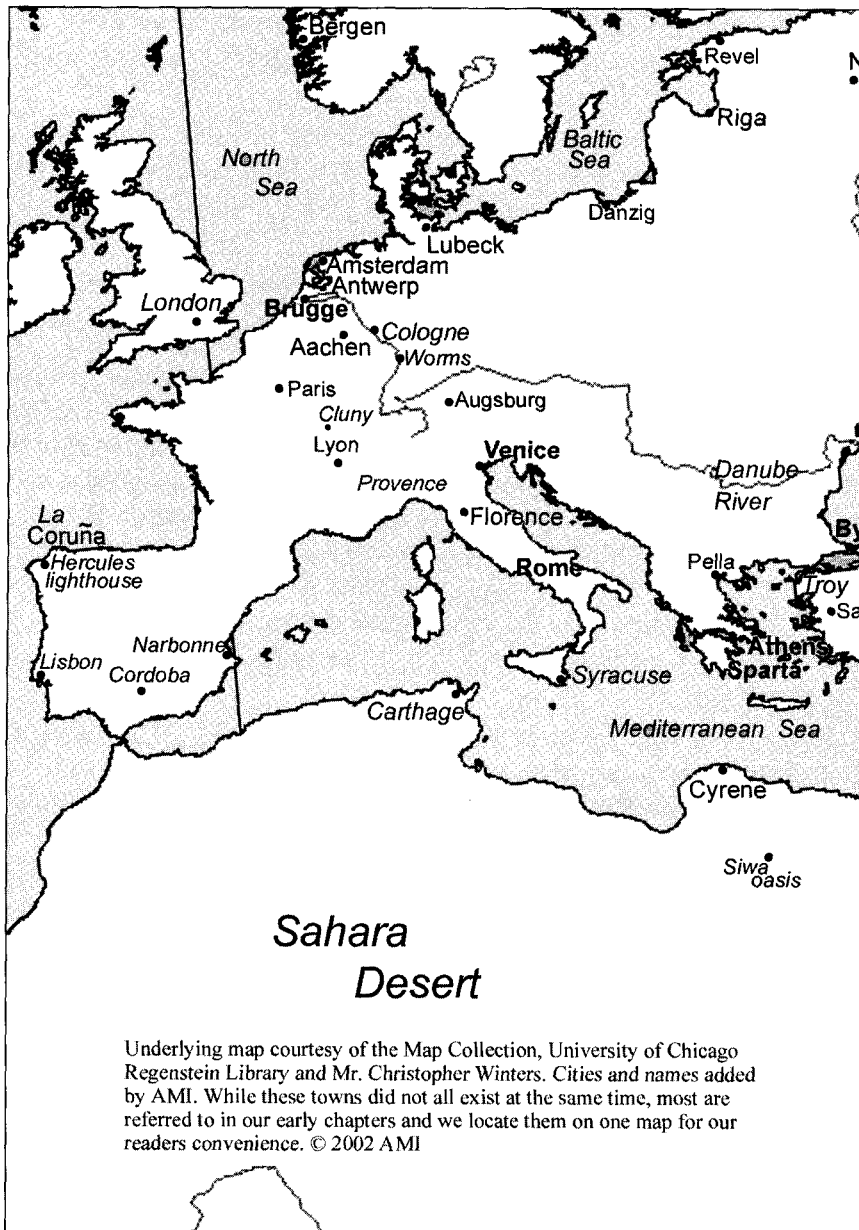 Bergen
Revel
N
Riga
North
Sea
Baltic
Sea
Danzig
Lubeck
Amsterdam
Antwerp
London
Brugge
Cologne
Aachen
Worms
Paris
Augsburg
Cluny
Lyon
Venice
Provence
Danube
River
La
Coruña
Florence
By
Hercules
lighthouse
Rome
Pella
Troy
Sa
Narbonne
Athens
Lisbon
Cordoba
Syracuse
Sparta
Carthage
Mediterranean Sea
Cyrene
Siwa
oasis
Sahara
Desert
Underlying map courtesy of the Map Collection, University of Chicago
Regenstein Library and Mr. Christopher Winters. Cities and names added
by AMI. While these towns did not all exist at the same time, most are
referred to in our early chapters and we locate them on one map for our
readers convenience. © 2002 AMI